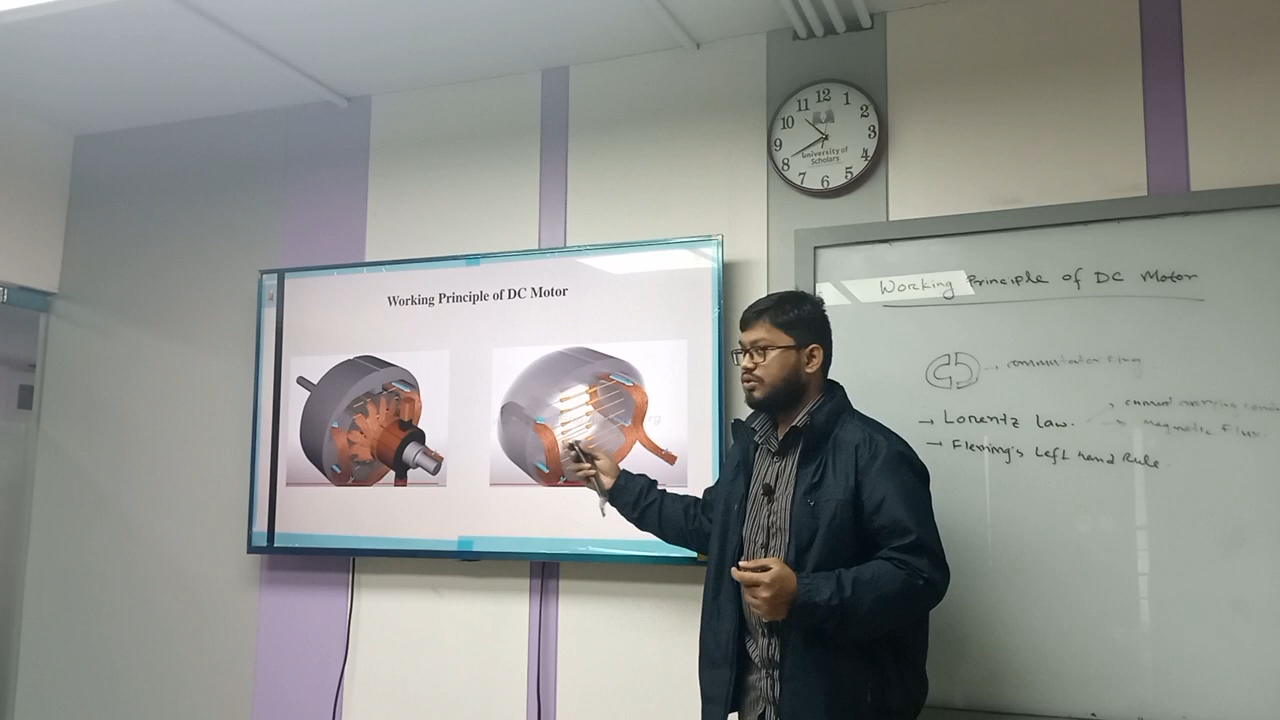 12
11
1
10
2
9
3
8
4
7
5
6
University of
Scholars
Working Principle of DC Motor
Working Principle of DC Motor
→ commutator ring
→ Lorentz law.
→ magnetic flux.
→ Fleming's Left hand Rule